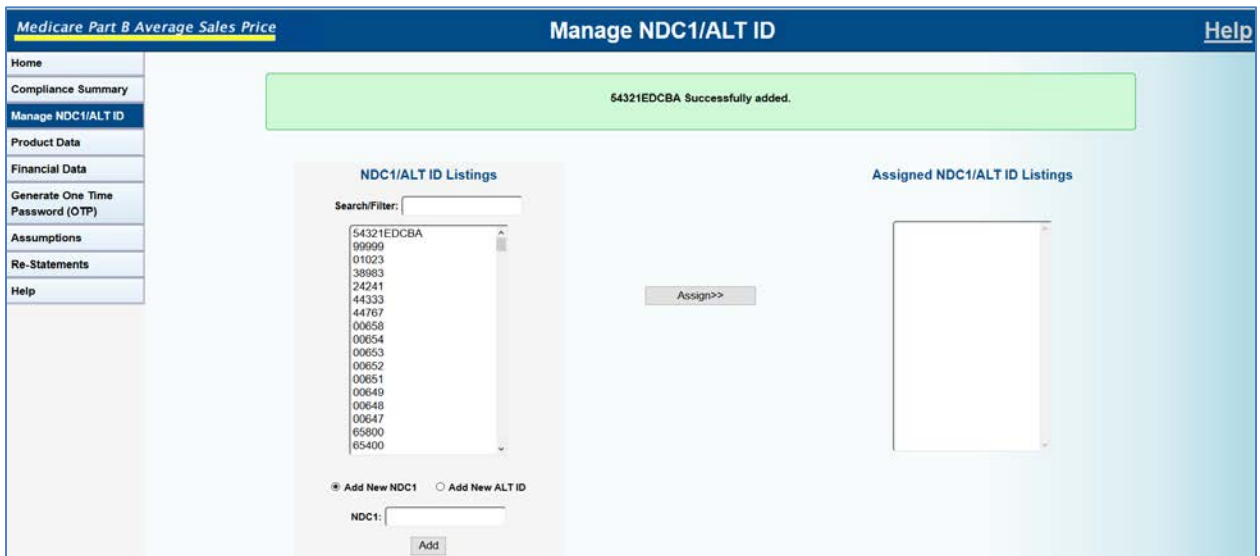 Medicare Part B Average Sales Price
Manage NDC1/ALT ID
Help
Home
Compliance Summary
Manage NDC1/ALT ID
Product Data
Financial Data
Generate One Time
Password (OTP)
Assumptions
Re-Statements
Help
54321EDCBA Successfully added.
NDC1/ALT ID Listings
Search/Filter:
54321EDCBA
99999
01023
38983
24241
44333
44767
00658
00654
00653
00652
00651
00649
00648
00647
65800
65400
Add New NDC1
Add New ALT ID
NDC1:
Add
Assign>>
Assigned NDC1/ALT ID Listings